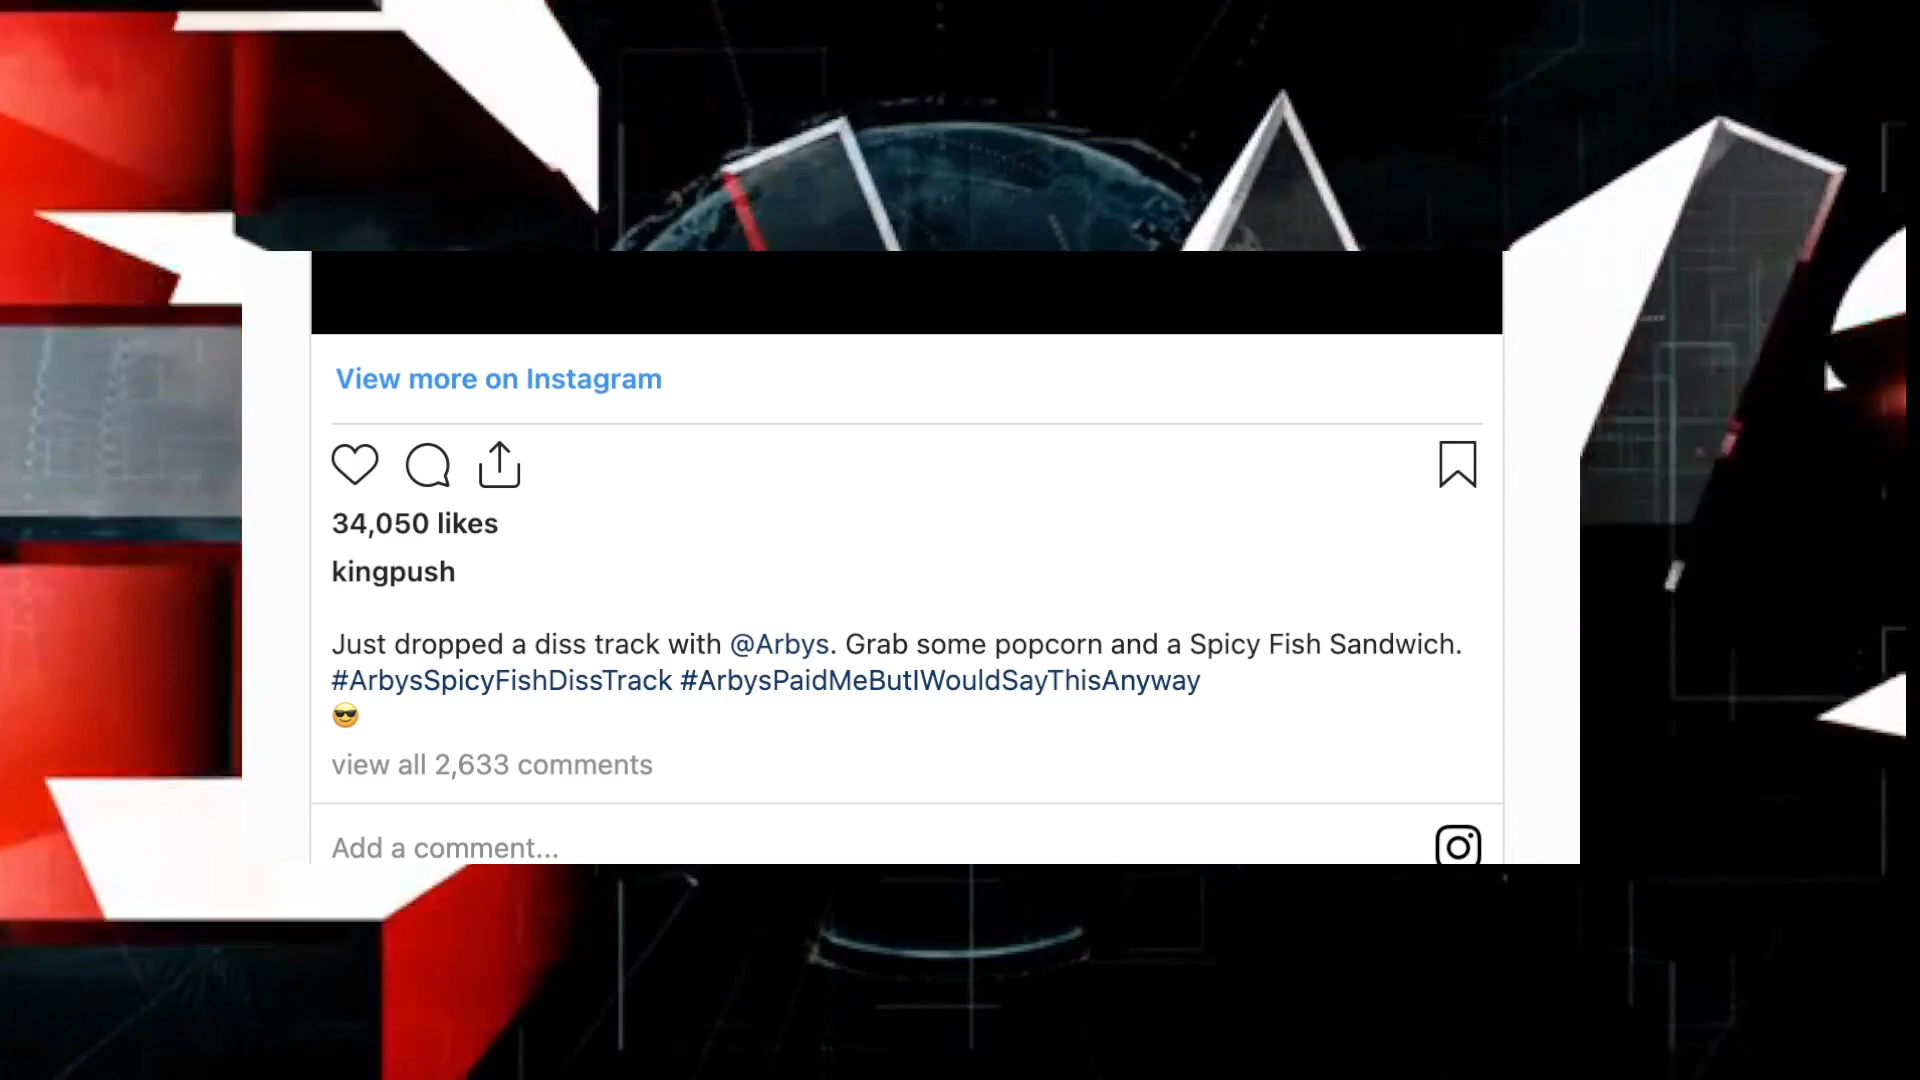 View more on Instagram
34,050 likes
kingpush
Just dropped a diss track with @Arbys. Grab some popcorn and a Spicy Fish Sandwich.
#ArbysSpicyFishDissTrack #ArbysPaidMeButIWouldSayThisAnyway
😎
view all 2,633 comments
Add a comment...